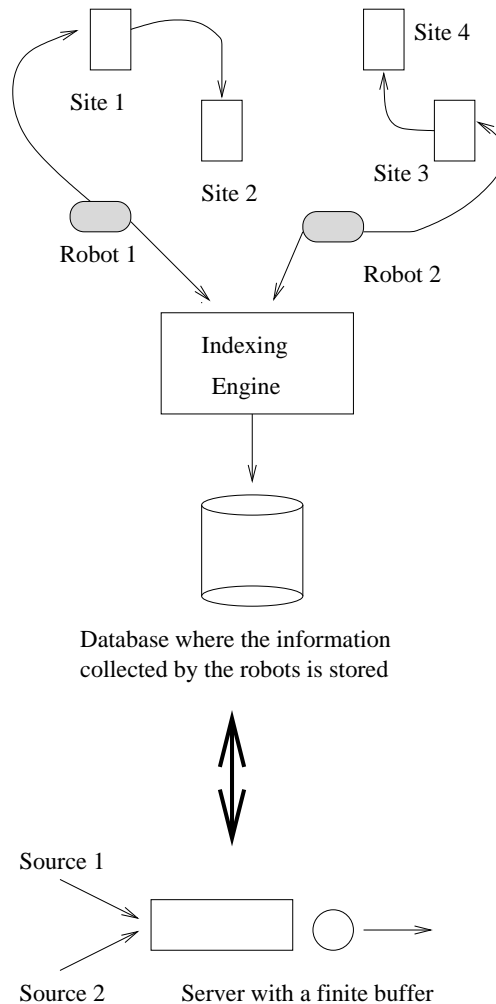 Site 4
Site 1
Site 3
Site 2
Robot 1
Robot 2
Indexing
Engine
Database where the information
collected by the robots is stored
Source 1
Source 2
Server with a finite buffer